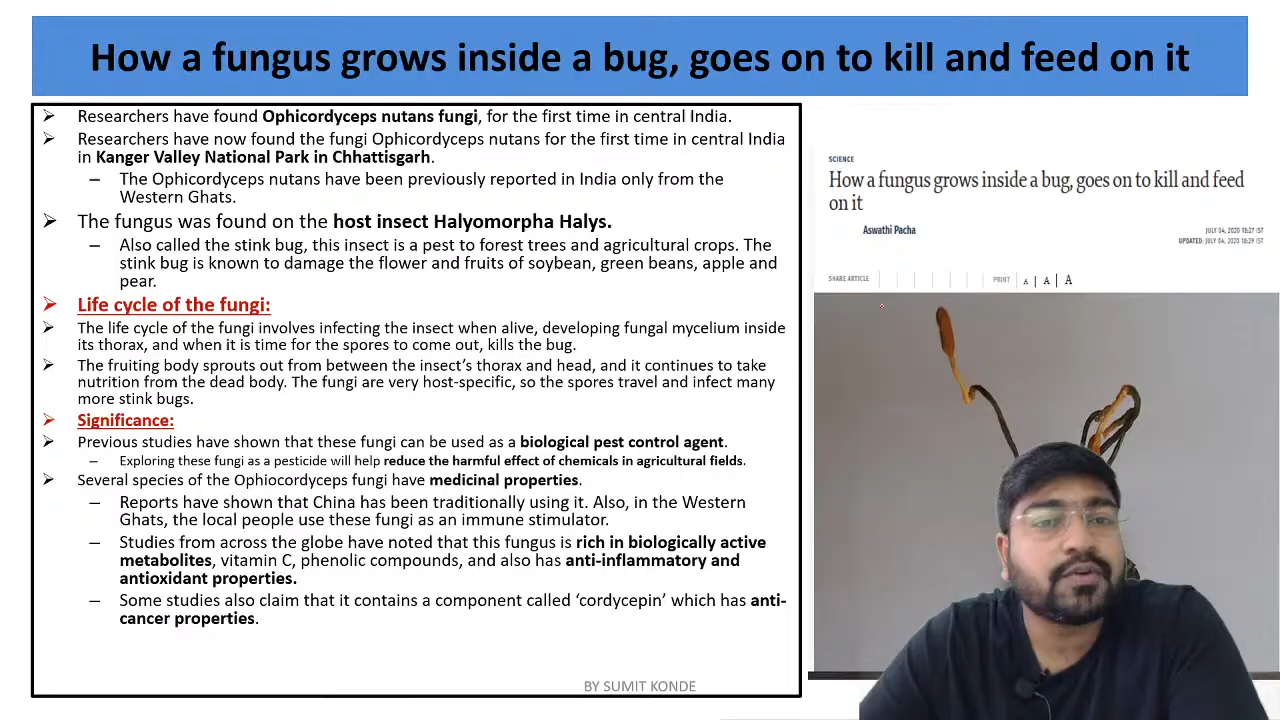 How a fungus grows inside a bug, goes on to kill and feed on it
➢ Researchers have found Ophicordyceps nutans fungi, for the first time in central India.
➢ Researchers have now found the fungi Ophicordyceps nutans for the first time in central India
in Kanger Valley National Park in Chhattisgarh.
– The Ophicordyceps nutans have been previously reported in India only from the
Western Ghats.
➢ The fungus was found on the host insect Halyomorpha Halys.
– Also called the stink bug, this insect is a pest to forest trees and agricultural crops. The
stink bug is known to damage the flower and fruits of soybean, green beans, apple and
pear.
➢ Life cycle of the fungi:
➢ The life cycle of the fungi involves infecting the insect when alive, developing fungal mycelium inside
its thorax, and when it is time for the spores to come out, kills the bug.
➢ The fruiting body sprouts out from between the insect's thorax and head, and it continues to take
nutrition from the dead body. The fungi are very host-specific, so the spores travel and infect many
more stink bugs.
➢ Significance:
➢ Previous studies have shown that these fungi can be used as a biological pest control agent.
– Exploring these fungi as a pesticide will help reduce the harmful effect of chemicals in agricultural fields.
➢ Several species of the Ophiocordyceps fungi have medicinal properties.
– Reports have shown that China has been traditionally using it. Also, in the Western
Ghats, the local people use these fungi as an immune stimulator.
– Studies from across the globe have noted that this fungus is rich in biologically active
metabolites, vitamin C, phenolic compounds, and also has anti-inflammatory and
antioxidant properties.
– Some studies also claim that it contains a component called 'cordycepin' which has anti-
cancer properties.
BY SUMIT KONDE
SCIENCE
How a fungus grows inside a bug, goes on to kill and feed
on it
Aswathi Pacha
JULY 04, 2020 18:27 IST
UPDATED: JULY 04, 2020 18:29 IST
SHARE ARTICLE
PRINT A | A | A